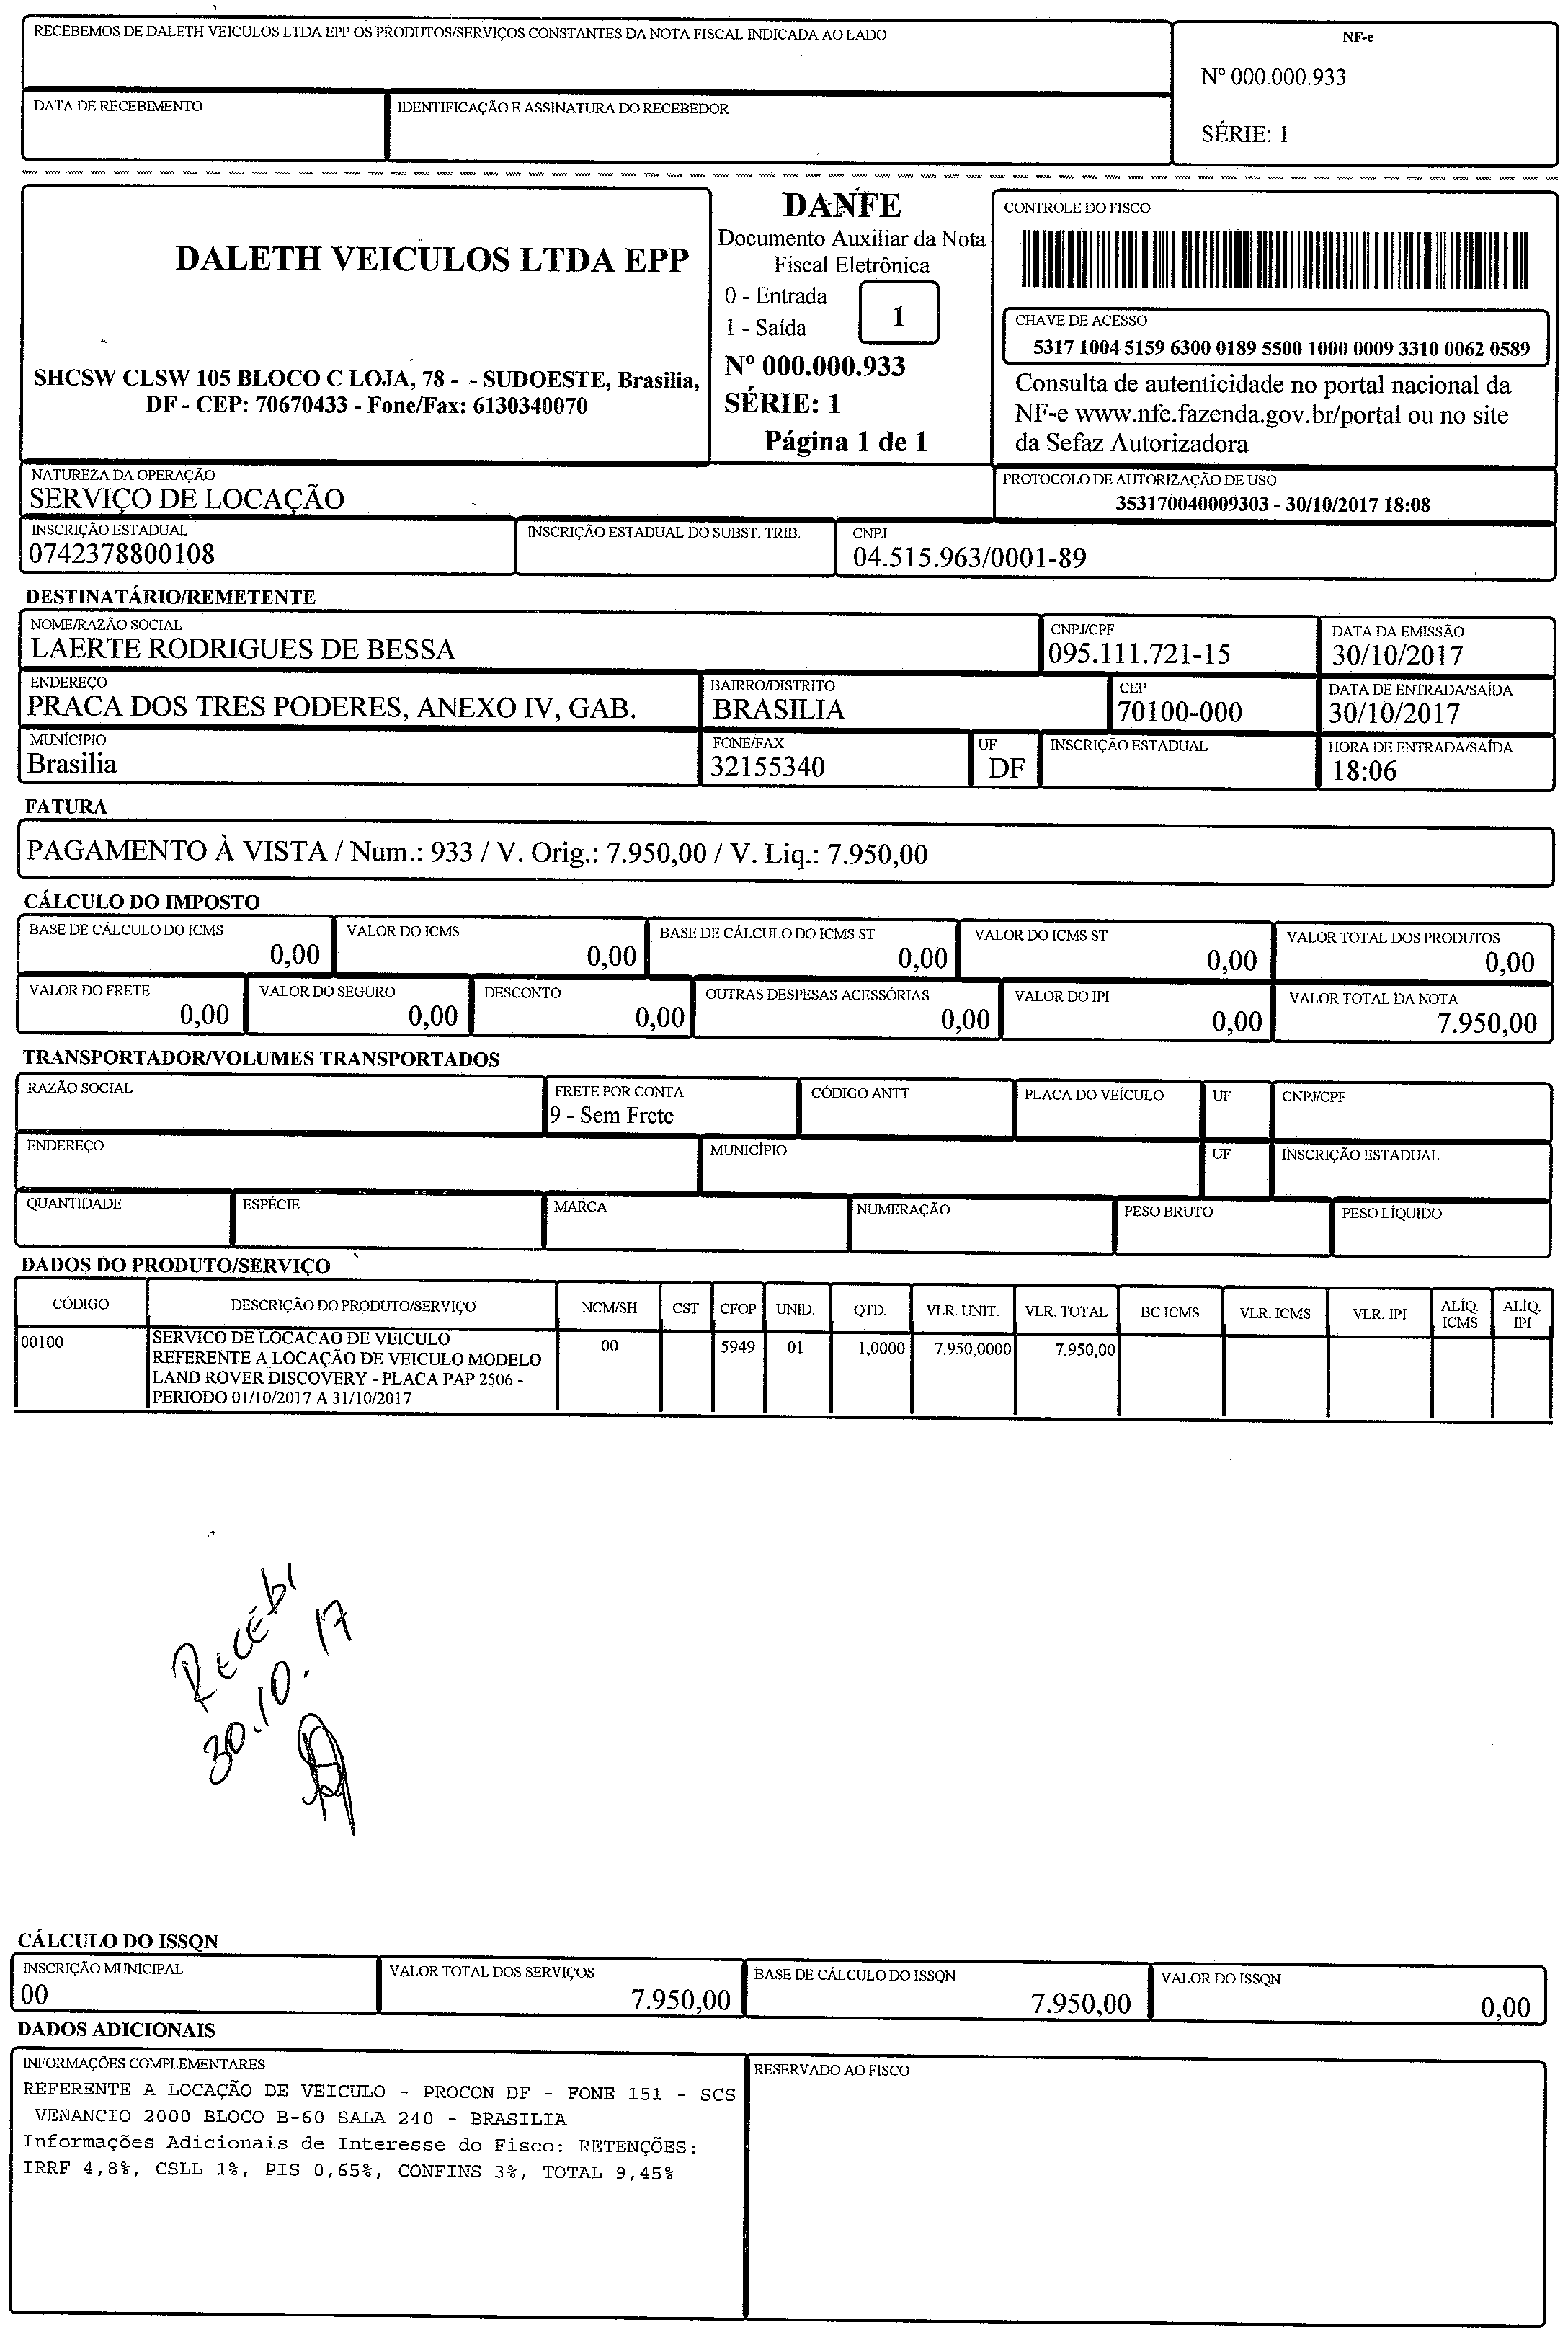 RECEBEMOS DE DALETH VEICULOS LTDA EPP OS PRODUTOS/SERVIÇOS CONSTANTES DA NOTA FISCAL INDICADA AO LADO
NF-e
Nº 000.000.933
SÉRIE: 1
DATA DE RECEBIMENTO
IDENTIFICAÇÃO E ASSINATURA DO RECEBEDOR
DALETH VEICULOS LTDA EPP
SHCSW CLSW 105 BLOCO C LOJA, 78 - - SUDOESTE, Brasilia,
DF - CEP: 70670433 - Fone/Fax: 6130340070
DANFE
Documento Auxiliar da Nota
Fiscal Eletrônica
0 - Entrada
1 - Saída
1
Nº 000.000.933
SÉRIE: 1
Página 1 de 1
CONTROLE DO FISCO
CHAVE DE ACESSO
5317 1004 5159 6300 0189 5500 1000 0009 3310 0062 0589
Consulta de autenticidade no portal nacional da
NF-e www.nfe.fazenda.gov.br/portal ou no site
da Sefaz Autorizadora
NATUREZA DA OPERAÇÃO
SERVIÇO DE LOCAÇÃO
PROTOCOLO DE AUTORIZAÇÃO DE USO
353170040009303 - 30/10/2017 18:08
INSCRIÇÃO ESTADUAL
0742378800108
INSCRIÇÃO ESTADUAL DO SUBST. TRIB.
CNPJ
04.515.963/0001-89
DESTINATÁRIO/REMETENTE
NOME/RAZÃO SOCIAL
LAERTE RODRIGUES DE BESSA
CNPJ/CPF
095.111.721-15
DATA DA EMISSÃO
30/10/2017
ENDEREÇO
PRACA DOS TRES PODERES, ANEXO IV, GAB.
BAIRRO/DISTRITO
BRASILIA
CEP
70100-000
DATA DE ENTRADA/SAÍDA
30/10/2017
MUNÍCIPIO
Brasilia
FONE/FAX
32155340
UF
DF
INSCRIÇÃO ESTADUAL
HORA DE ENTRADA/SAÍDA
18:06
FATURA
PAGAMENTO À VISTA / Num.: 933 / V. Orig.: 7.950,00 / V. Liq.: 7.950,00
CÁLCULO DO IMPOSTO
BASE DE CÁLCULO DO ICMS
0,00
VALOR DO ICMS
0,00
BASE DE CÁLCULO DO ICMS ST
0,00
VALOR DO ICMS ST
0,00
VALOR TOTAL DOS PRODUTOS
0,00
VALOR DO FRETE
0,00
VALOR DO SEGURO
0,00
DESCONTO
0,00
OUTRAS DESPESAS ACESSÓRIAS
0,00
VALOR DO IPI
0,00
VALOR TOTAL DA NOTA
7.950,00
TRANSPORTADOR/VOLUMES TRANSPORTADOS
RAZÃO SOCIAL
FRETE POR CONTA
9 - Sem Frete
CÓDIGO ANTT
PLACA DO VEÍCULO
UF
CNPJ/CPF
ENDEREÇO
MUNICÍPIO
UF
INSCRIÇÃO ESTADUAL
QUANTIDADE
ESPÉCIE
MARCA
NUMERAÇÃO
PESO BRUTO
PESO LÍQUIDO
DADOS DO PRODUTO/SERVIÇO
CÓDIGO DESCRIÇÃO DO PRODUTO/SERVIÇO NCM/SH CST CFOP UNID. QTD. VLR. UNIT. VLR. TOTAL BC ICMS VLR. ICMS VLR. IPI ALÍQ. ICMS ALÍQ. IPI
00100 SERVICO DE LOCACAO DE VEICULO 00 5949 01 1,0000 7.950,0000 7.950,00
REFERENTE A LOCAÇÃO DE VEICULO MODELO
LAND ROVER DISCOVERY - PLACA PAP 2506 -
PERIODO 01/10/2017 A 31/10/2017
RECEBI
30.10.17
CÁLCULO DO ISSQN
INSCRIÇÃO MUNICIPAL
00
VALOR TOTAL DOS SERVIÇOS
7.950,00
BASE DE CÁLCULO DO ISSQN
7.950,00
VALOR DO ISSQN
0,00
DADOS ADICIONAIS
INFORMAÇÕES COMPLEMENTARES
REFERENTE A LOCAÇÃO DE VEICULO - PROCON DF - FONE 151 - SCS
VENANCIO 2000 BLOCO B-60 SALA 240 - BRASILIA
Informações Adicionais de Interesse do Fisco: RETENÇÕES:
IRRF 4,8%, CSLL 1%, PIS 0,65%, CONFINS 3%, TOTAL 9,45%
RESERVADO AO FISCO